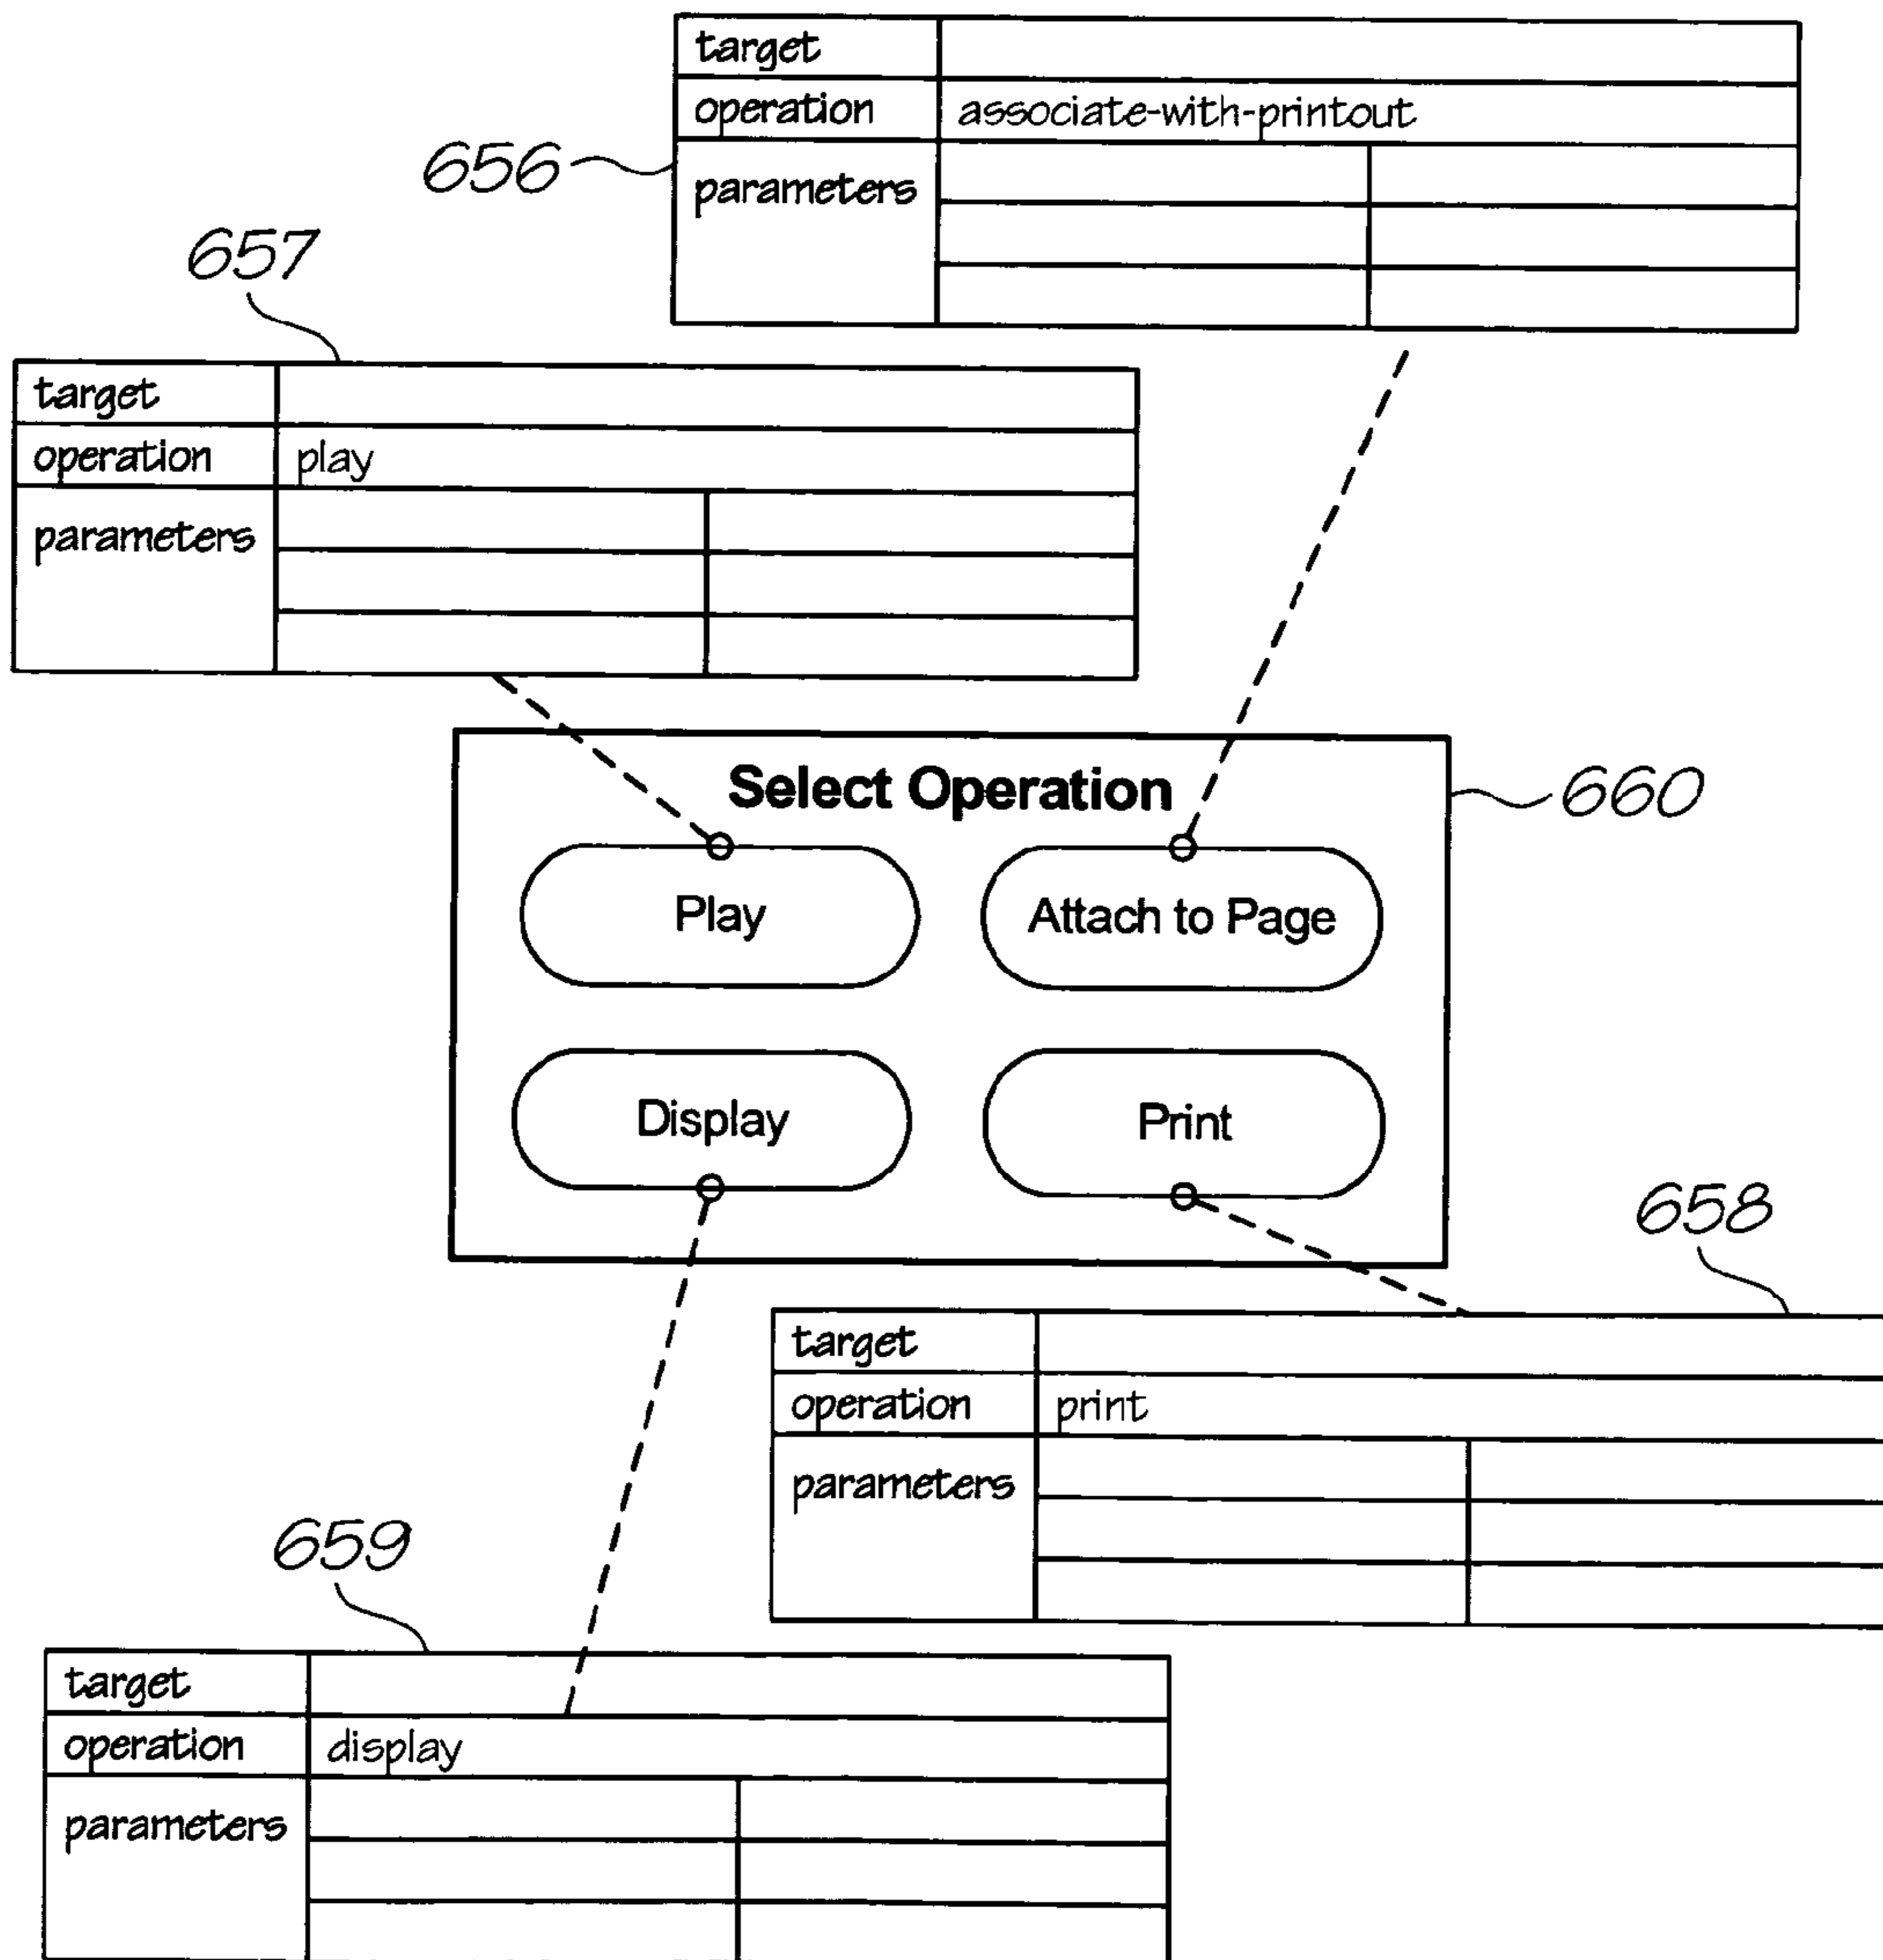 target
operation associate-with-printout
656
parameters
657
target
operation play
parameters
Select Operation
660
Play Attach to Page
Display Print
658
target
operation print
parameters
659
target
operation display
parameters